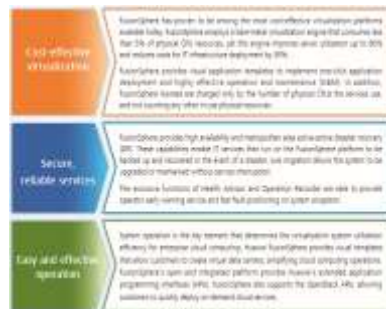 Cost-effective
virtualization
FusionSphere has proven to be among the most cost-effective virtualization platforms
available today. FusionSphere employs a bare-metal virtualization engine that consumes less
than 5% of physical CPU resources, yet this engine improves server utilization up to 80%
and reduces costs for IT infrastructure deployment by 30%.
FusionSphere provides visual application templates to implement one-click application
deployment and highly effective operation and maintenance (O&M). In addition,
FusionSphere licenses are charged only by the number of physical CPUs the services use,
and not counting any other in-use physical resources.
Secure,
reliable services
FusionSphere provides high availability and metropolitan area active-active disaster recovery
(DR). These capabilities enable IT services that run on the FusionSphere platform to be
backed up and recovered in the event of a disaster. Live migration allows the system to be
upgraded or maintained without service interruption.
The exclusive functions of Health Advisor and Operation Recorder are able to provide
operator early warning service and fast fault positioning on system exception.
Easy and effective
operation
System operation is the key element that determines the virtualization system utilization
efficiency for enterprise cloud computing. Huawei FusionSphere provides visual templates
that allow customers to create virtual data centers, simplifying cloud computing operations.
FusionSphere's open and integrated platform provides Huawei's extended application
programming interfaces (APIs). FusionSphere also supports the OpenStack APIs, allowing
customers to quickly deploy on-demand cloud services.